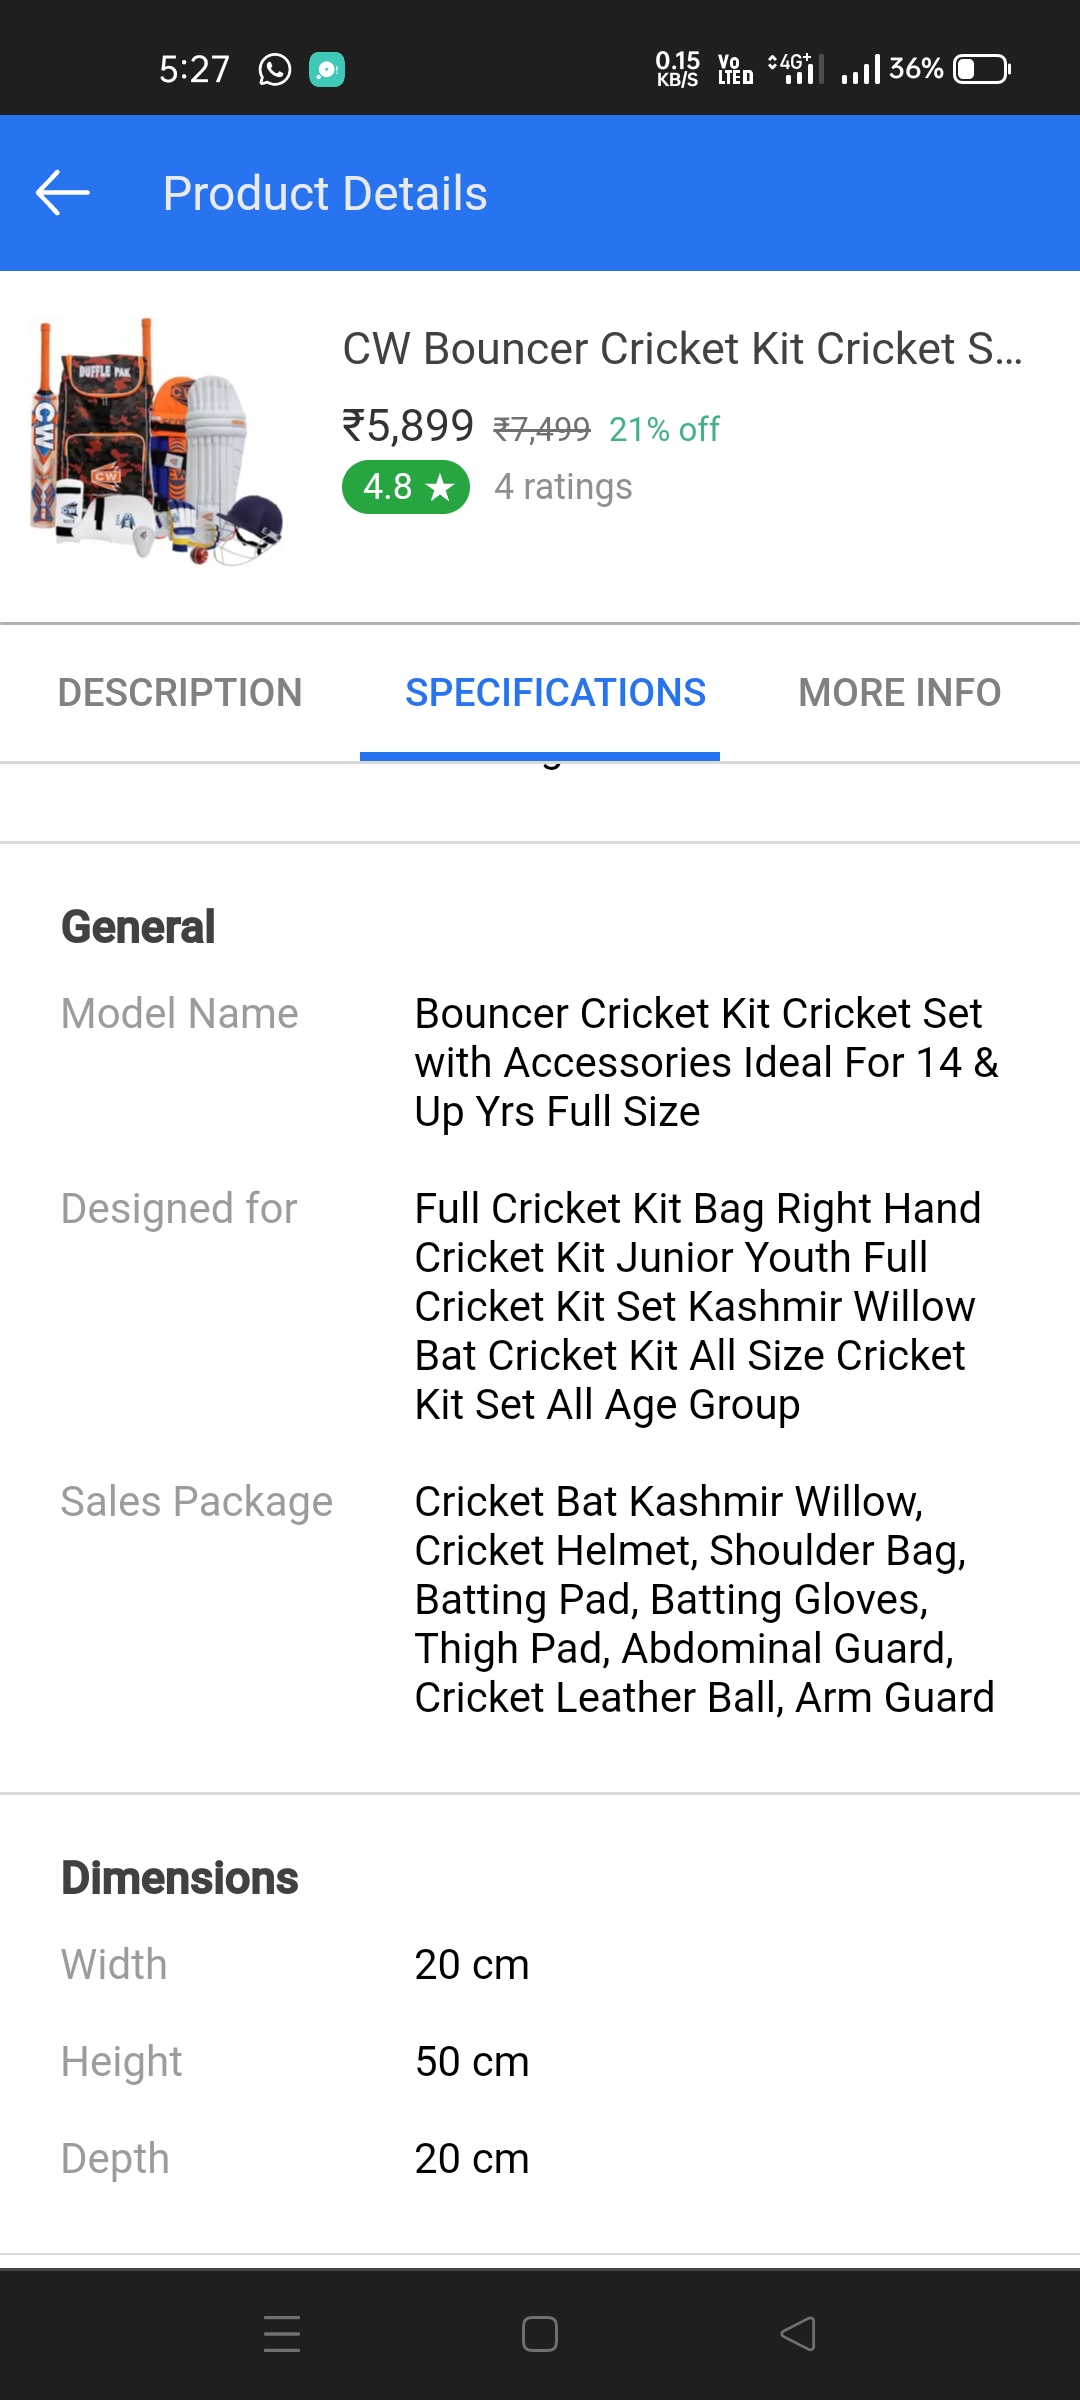 5:27
0.15 KB/S
Vo LTE
4G+
36%
Product Details
DUFFLE PAK
CW
CW
CW Bouncer Cricket Kit Cricket S...
₹5,899 ₹7,499 21% off
4.8 ★ 4 ratings
DESCRIPTION SPECIFICATIONS MORE INFO
General
Model Name
Bouncer Cricket Kit Cricket Set
with Accessories Ideal For 14 &
Up Yrs Full Size
Designed for
Full Cricket Kit Bag Right Hand
Cricket Kit Junior Youth Full
Cricket Kit Set Kashmir Willow
Bat Cricket Kit All Size Cricket
Kit Set All Age Group
Sales Package
Cricket Bat Kashmir Willow,
Cricket Helmet, Shoulder Bag,
Batting Pad, Batting Gloves,
Thigh Pad, Abdominal Guard,
Cricket Leather Ball, Arm Guard
Dimensions
Width 20 cm
Height 50 cm
Depth 20 cm